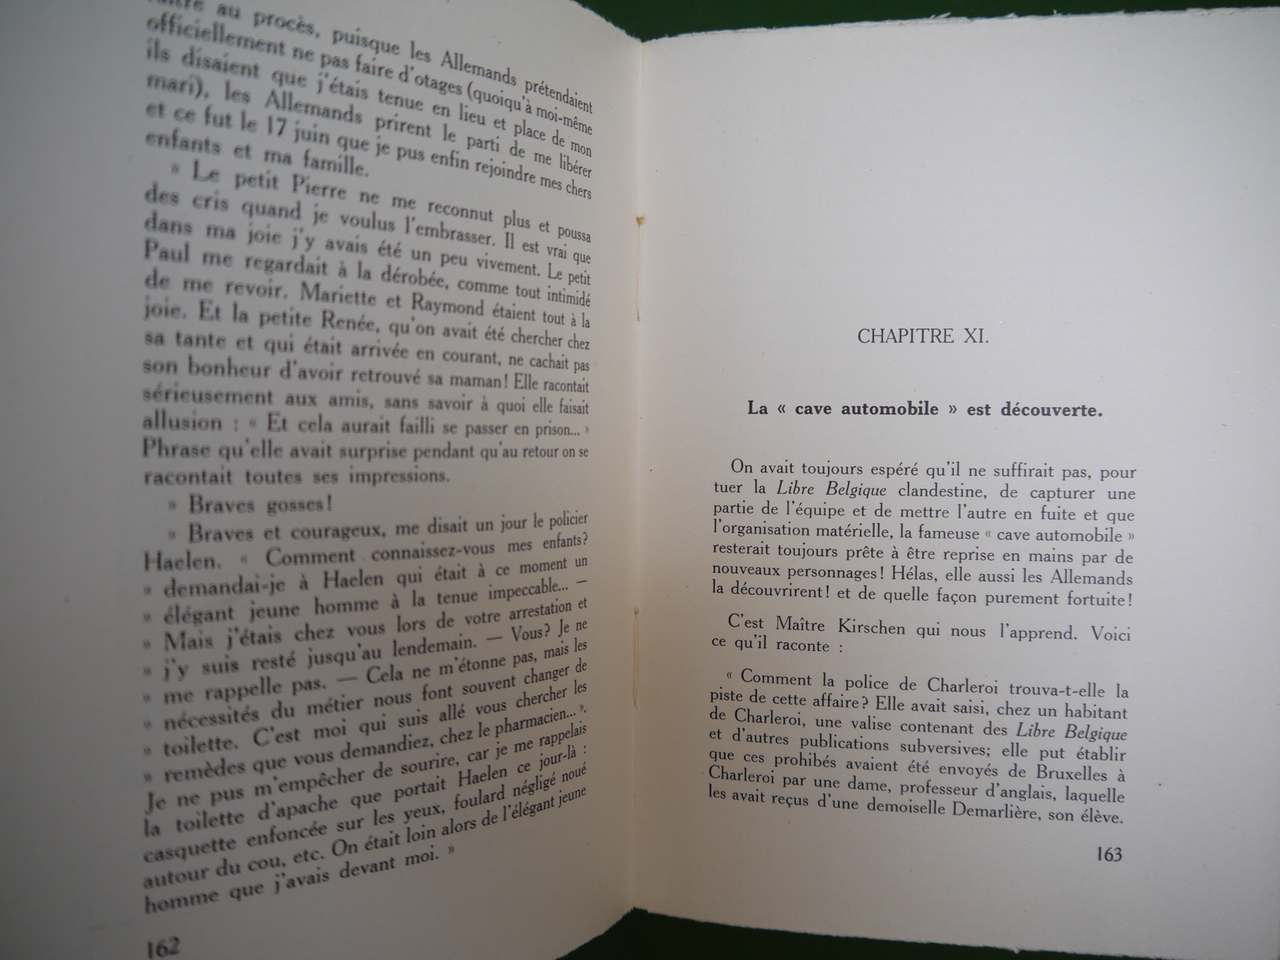 au procès, puisque les Allemands prétendaient
officiellement ne pas faire d'otages (quoiqu'à moi-même
ils disaient que j'étais tenue en lieu et place de mon
mari), les Allemands prirent le parti de me libérer
et ce fut le 17 juin que je pus enfin rejoindre mes chers
enfants et ma famille.
» Le petit Pierre ne me reconnut plus et poussa
des cris quand je voulus l'embrasser. Il est vrai que
dans ma joie j'y avais été un peu vivement. Le petit
Paul me regardait à la dérobée, comme tout intimidé
de me revoir. Mariette et Raymond étaient tout à la
joie. Et la petite Renée, qu'on avait été chercher chez
sa tante et qui était arrivée en courant, ne cachait pas
son bonheur d'avoir retrouvé sa maman! Elle racontait
sérieusement aux amis, sans savoir à quoi elle faisait
allusion : « Et cela aurait failli se passer en prison... »
Phrase qu'elle avait surprise pendant qu'au retour on se
racontait toutes ses impressions.
» Braves gosses!
» Braves et courageux, me disait un jour le policier
Haelen. « Comment connaissez-vous mes enfants?
» demandai-je à Haelen qui était à ce moment un
» élégant jeune homme à la tenue impeccable... —
» Mais j'étais chez vous lors de votre arrestation et
» j'y suis resté jusqu'au lendemain. — Vous? Je ne
» me rappelle pas. — Cela ne m'étonne pas, mais les
» nécessités du métier nous font souvent changer de
» toilette. C'est moi qui suis allé vous chercher les
» remèdes que vous demandiez, chez le pharmacien... ».
Je ne pus m'empêcher de sourire, car je me rappelais
la toilette d'apache que portait Haelen ce jour-là :
casquette enfoncée sur les yeux, foulard négligé noué
autour du cou, etc. On était loin alors de l'élégant jeune
homme que j'avais devant moi. »
162
CHAPITRE XI.
La « cave automobile » est découverte.
On avait toujours espéré qu'il ne suffirait pas, pour
tuer la Libre Belgique clandestine, de capturer une
partie de l'équipe et de mettre l'autre en fuite et que
l'organisation matérielle, la fameuse « cave automobile »
resterait toujours prête à être reprise en mains par de
nouveaux personnages! Hélas, elle aussi les Allemands
la découvrirent! et de quelle façon purement fortuite!
C'est Maître Kirschen qui nous l'apprend. Voici
ce qu'il raconte :
« Comment la police de Charleroi trouva-t-elle la
piste de cette affaire? Elle avait saisi, chez un habitant
de Charleroi, une valise contenant des Libre Belgique
et d'autres publications subversives; elle put établir
que ces prohibés avaient été envoyés de Bruxelles à
Charleroi par une dame, professeur d'anglais, laquelle
les avait reçus d'une demoiselle Demarlière, son élève.
163